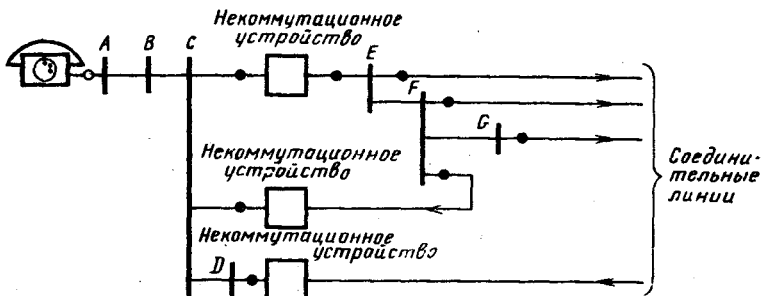 Некоммутационное
устройство
A
B
C
E
F
G
Некоммутационное
устройство
Некоммутационное
устройство
D
Соедини-
тельные
линии